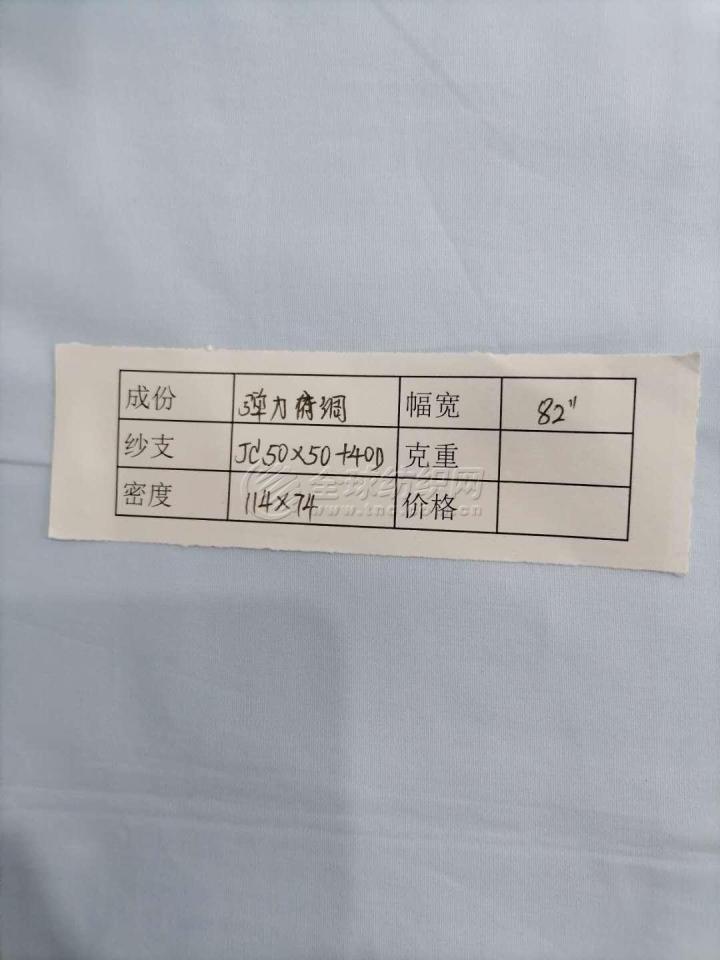 成份 弹力府绸 幅宽 82"
纱支 JC50×50+40D 克重
密度 114×74 价格
全球纺织网
www.tnc.com.cn